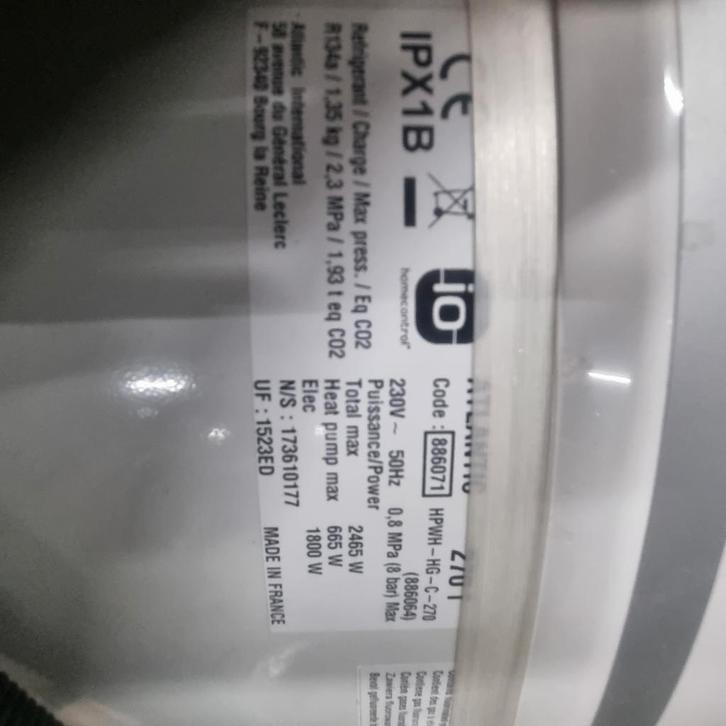 CE
IPX1B
io
homecontrol
Refrigerant / Charge / Max press. / Eq CO2
R134a / 1,35 kg / 2,3 MPa / 1,93 t eq CO2
Atlantic International
58 avenue du Général Leclerc
F-92340 Bourg la Reine
ATLANTIC 270 l
Code : 886071 HPWH-HG-C-270
(886064)
230V ~ 50Hz 0,8 MPa (8 bar) Max
Puissance/Power
Total max 2465 W
Heat pump max 665 W
Elec 1800 W
N/S : 173610177
UF : 1523ED MADE IN FRANCE